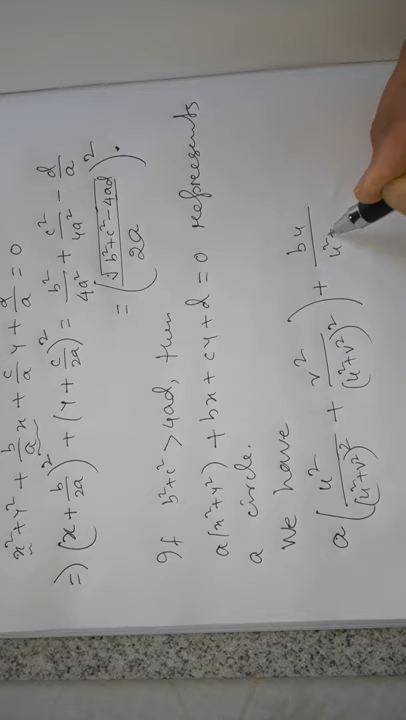 x² + y² + b/a x + c/a y + d/a = 0
⇒ (x + b/2a)² + (y + c/2a)² = b²/4a² + c²/4a² - d/a
= (√b²+c²-4ad / 2a)².
If b²+c² > 4ad, then
a(x²+y²) + bx + cy + d = 0 represents
a circle.
We have
a(u²/(u²+v²)² + v²/(u²+v²)²) + bu/u²+